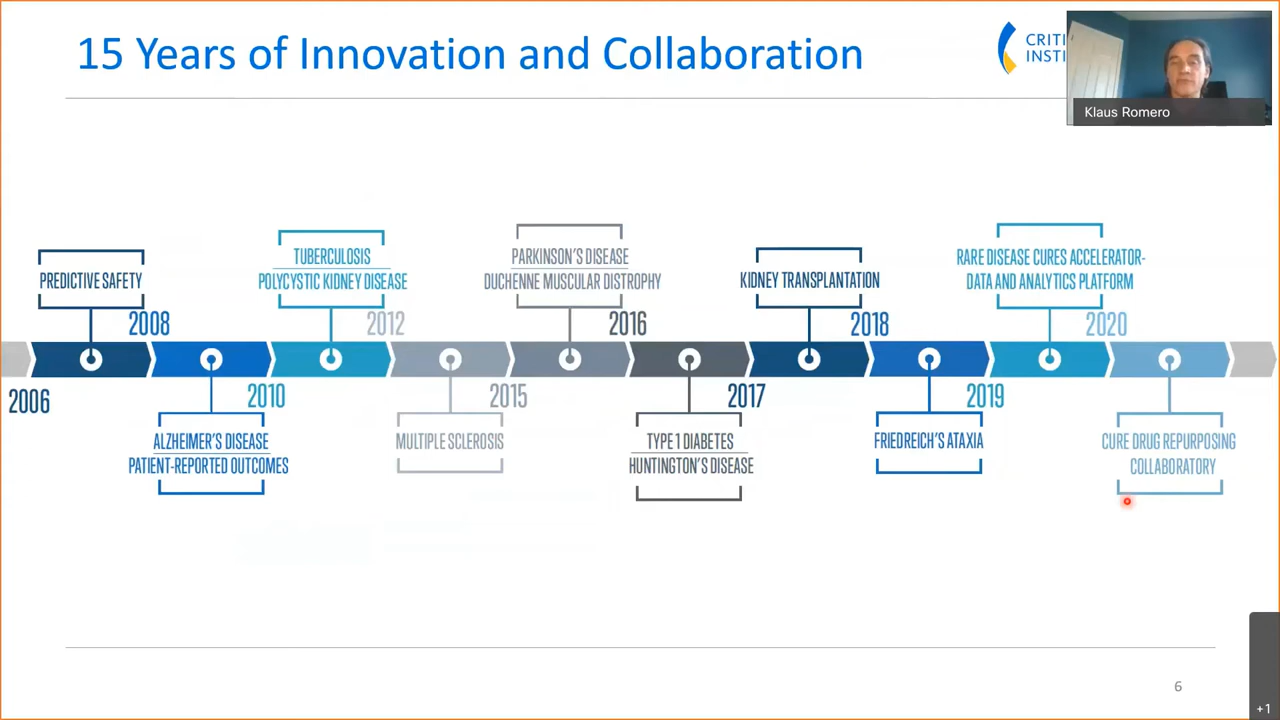 15 Years of Innovation and Collaboration
CRITI
INSTI
Klaus Romero
PREDICTIVE SAFETY
TUBERCULOSIS
POLYCYSTIC KIDNEY DISEASE
PARKINSON'S DISEASE
DUCHENNE MUSCULAR DISTROPHY
KIDNEY TRANSPLANTATION
RARE DISEASE CURES ACCELERATOR-
DATA AND ANALYTICS PLATFORM
2008
2012
2016
2018
2020
2006
2010
2015
2017
2019
ALZHEIMER'S DISEASE
PATIENT-REPORTED OUTCOMES
MULTIPLE SCLEROSIS
TYPE 1 DIABETES
HUNTINGTON'S DISEASE
FRIEDREICH'S ATAXIA
CURE DRUG REPURPOSING
COLLABORATORY
6
+1